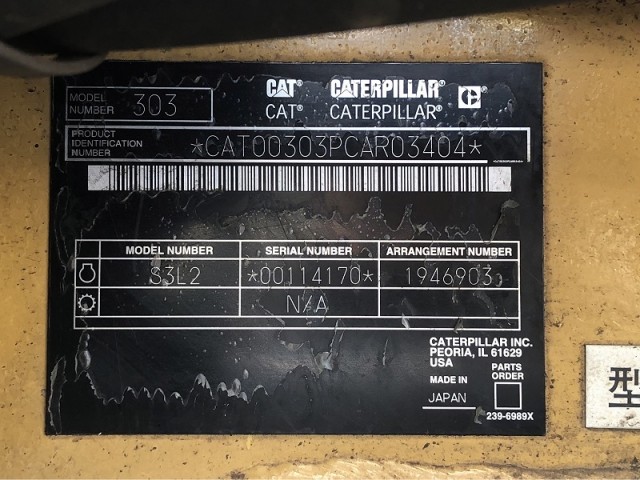 CAT CATERPILLAR
MODEL NUMBER 303
CAT® CATERPILLAR®
PRODUCT IDENTIFICATION NUMBER *CAT00303PCAR03404*
MODEL NUMBER SERIAL NUMBER ARRANGEMENT NUMBER
S3L2 *00114170* 1946903
N/A
CATERPILLAR INC.
PEORIA, IL 61629
USA
PARTS ORDER
MADE IN
JAPAN
239-6989X
型